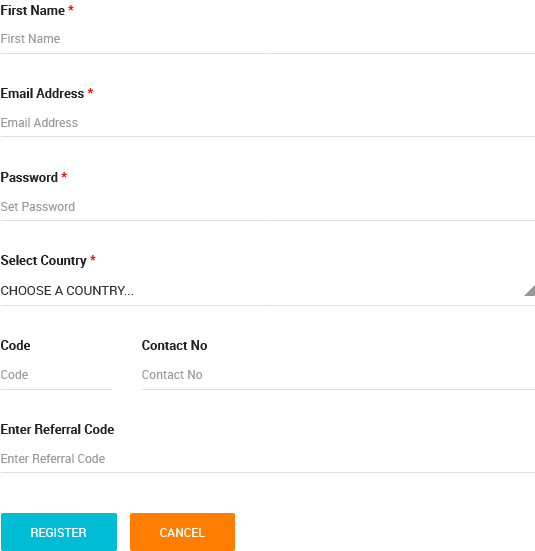 First Name *
First Name
Email Address *
Email Address
Password *
Set Password
Select Country *
CHOOSE A COUNTRY...
Code Contact No
Code Contact No
Enter Referral Code
Enter Referral Code
REGISTER CANCEL